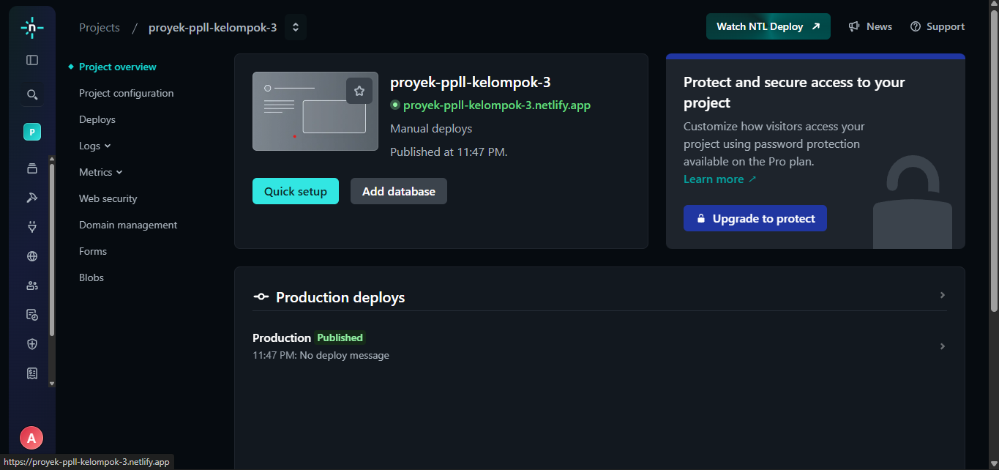 Projects / proyek-ppll-kelompok-3
Watch NTL Deploy
News
Support
Project overview
Project configuration
Deploys
Logs
Metrics
Web security
Domain management
Forms
Blobs
P
A
proyek-ppll-kelompok-3
proyek-ppll-kelompok-3.netlify.app
Manual deploys
Published at 11:47 PM.
Quick setup
Add database
Protect and secure access to your
project
Customize how visitors access your
project using password protection
available on the Pro plan.
Learn more
Upgrade to protect
Production deploys
Production Published
11:47 PM: No deploy message
https://proyek-ppll-kelompok-3.netlify.app